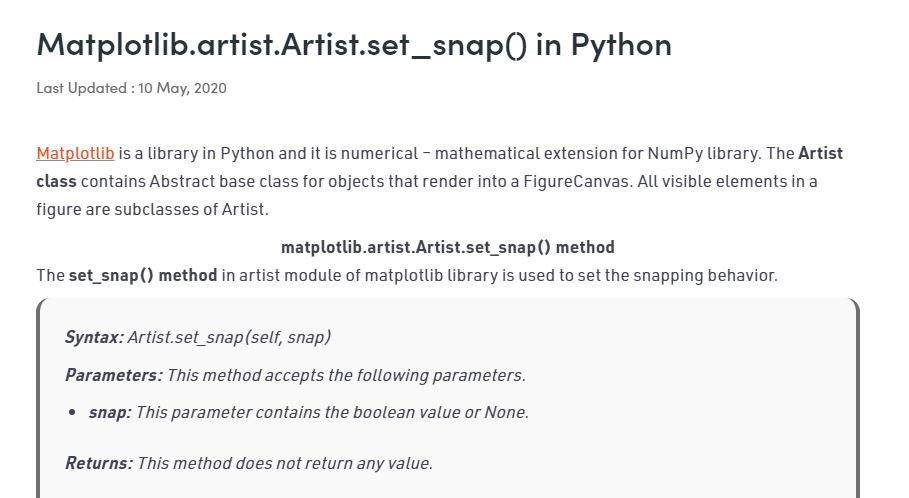 Matplotlib.artist.Artist.set_snap() in Python
Last Updated : 10 May, 2020
Matplotlib is a library in Python and it is numerical – mathematical extension for NumPy library. The Artist
class contains Abstract base class for objects that render into a FigureCanvas. All visible elements in a
figure are subclasses of Artist.
matplotlib.artist.Artist.set_snap() method
The set_snap() method in artist module of matplotlib library is used to set the snapping behavior.
Syntax: Artist.set_snap(self, snap)
Parameters: This method accepts the following parameters.
• snap: This parameter contains the boolean value or None.
Returns: This method does not return any value.